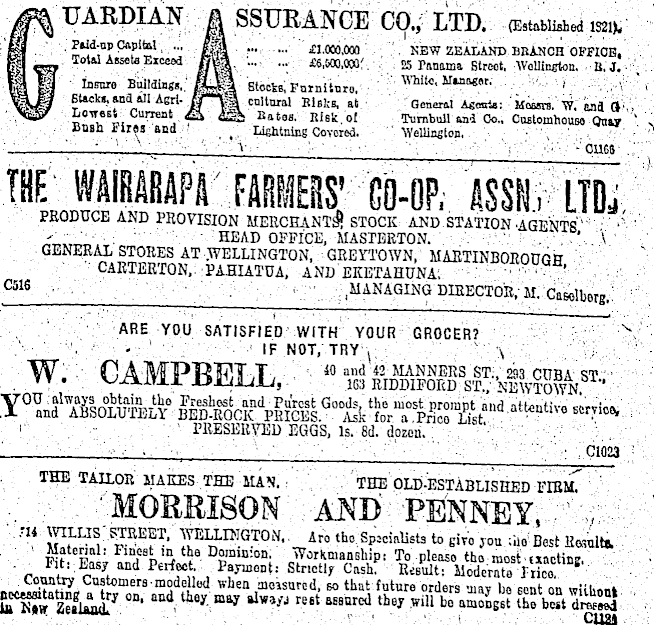 GUARDIAN ASSURANCE CO., LTD. (Established 1821).
Paid-up Capital ... ... ... £1,000,000
Total Assets Exceed ... ... £6,500,000
Insure Buildings, Stocks, Furniture,
Stacks, and all Agri- cultural Risks, at
Lowest Current Rates. Risk of
Bush Fires and Lightning Covered.
NEW ZEALAND BRANCH OFFICE,
25 Panama Street, Wellington. R. J.
White, Manager.
General Agents: Messrs. W. and G
Turnbull and Co., Customhouse Quay
Wellington.
C1166
THE WAIRARAPA FARMERS' CO-OP. ASSN., LTD.,
PRODUCE AND PROVISION MERCHANTS, STOCK AND STATION AGENTS,
HEAD OFFICE, MASTERTON.
GENERAL STORES AT WELLINGTON, GREYTOWN, MARTINBOROUGH,
CARTERTON, PAHIATUA, AND EKETAHUNA.
C516 MANAGING DIRECTOR, M. Caselberg.
ARE YOU SATISFIED WITH YOUR GROCER?
IF NOT, TRY
W. CAMPBELL, 40 and 42 MANNERS ST., 293 CUBA ST.,
163 RIDDIFORD ST., NEWTOWN.
YOU always obtain the Freshest and Purest Goods, the most prompt and attentive service,
and ABSOLUTELY BED-ROCK PRICES. Ask for a Price List.
PRESERVED EGGS, 1s. 8d. dozen.
C1023
THE TAILOR MAKES THE MAN. THE OLD-ESTABLISHED FIRM.
MORRISON AND PENNEY,
WILLIS STREET, WELLINGTON, Are the Specialists to give you the Best Results.
Material: Finest in the Dominion. Workmanship: To please the most exacting.
Fit: Easy and Perfect. Payment: Strictly Cash. Result: Moderate Price.
Country Customers modelled when measured, so that future orders may be sent on without
necessitating a try on, and they may always rest assured they will be amongst the best dressed
in New Zealand.
C1124